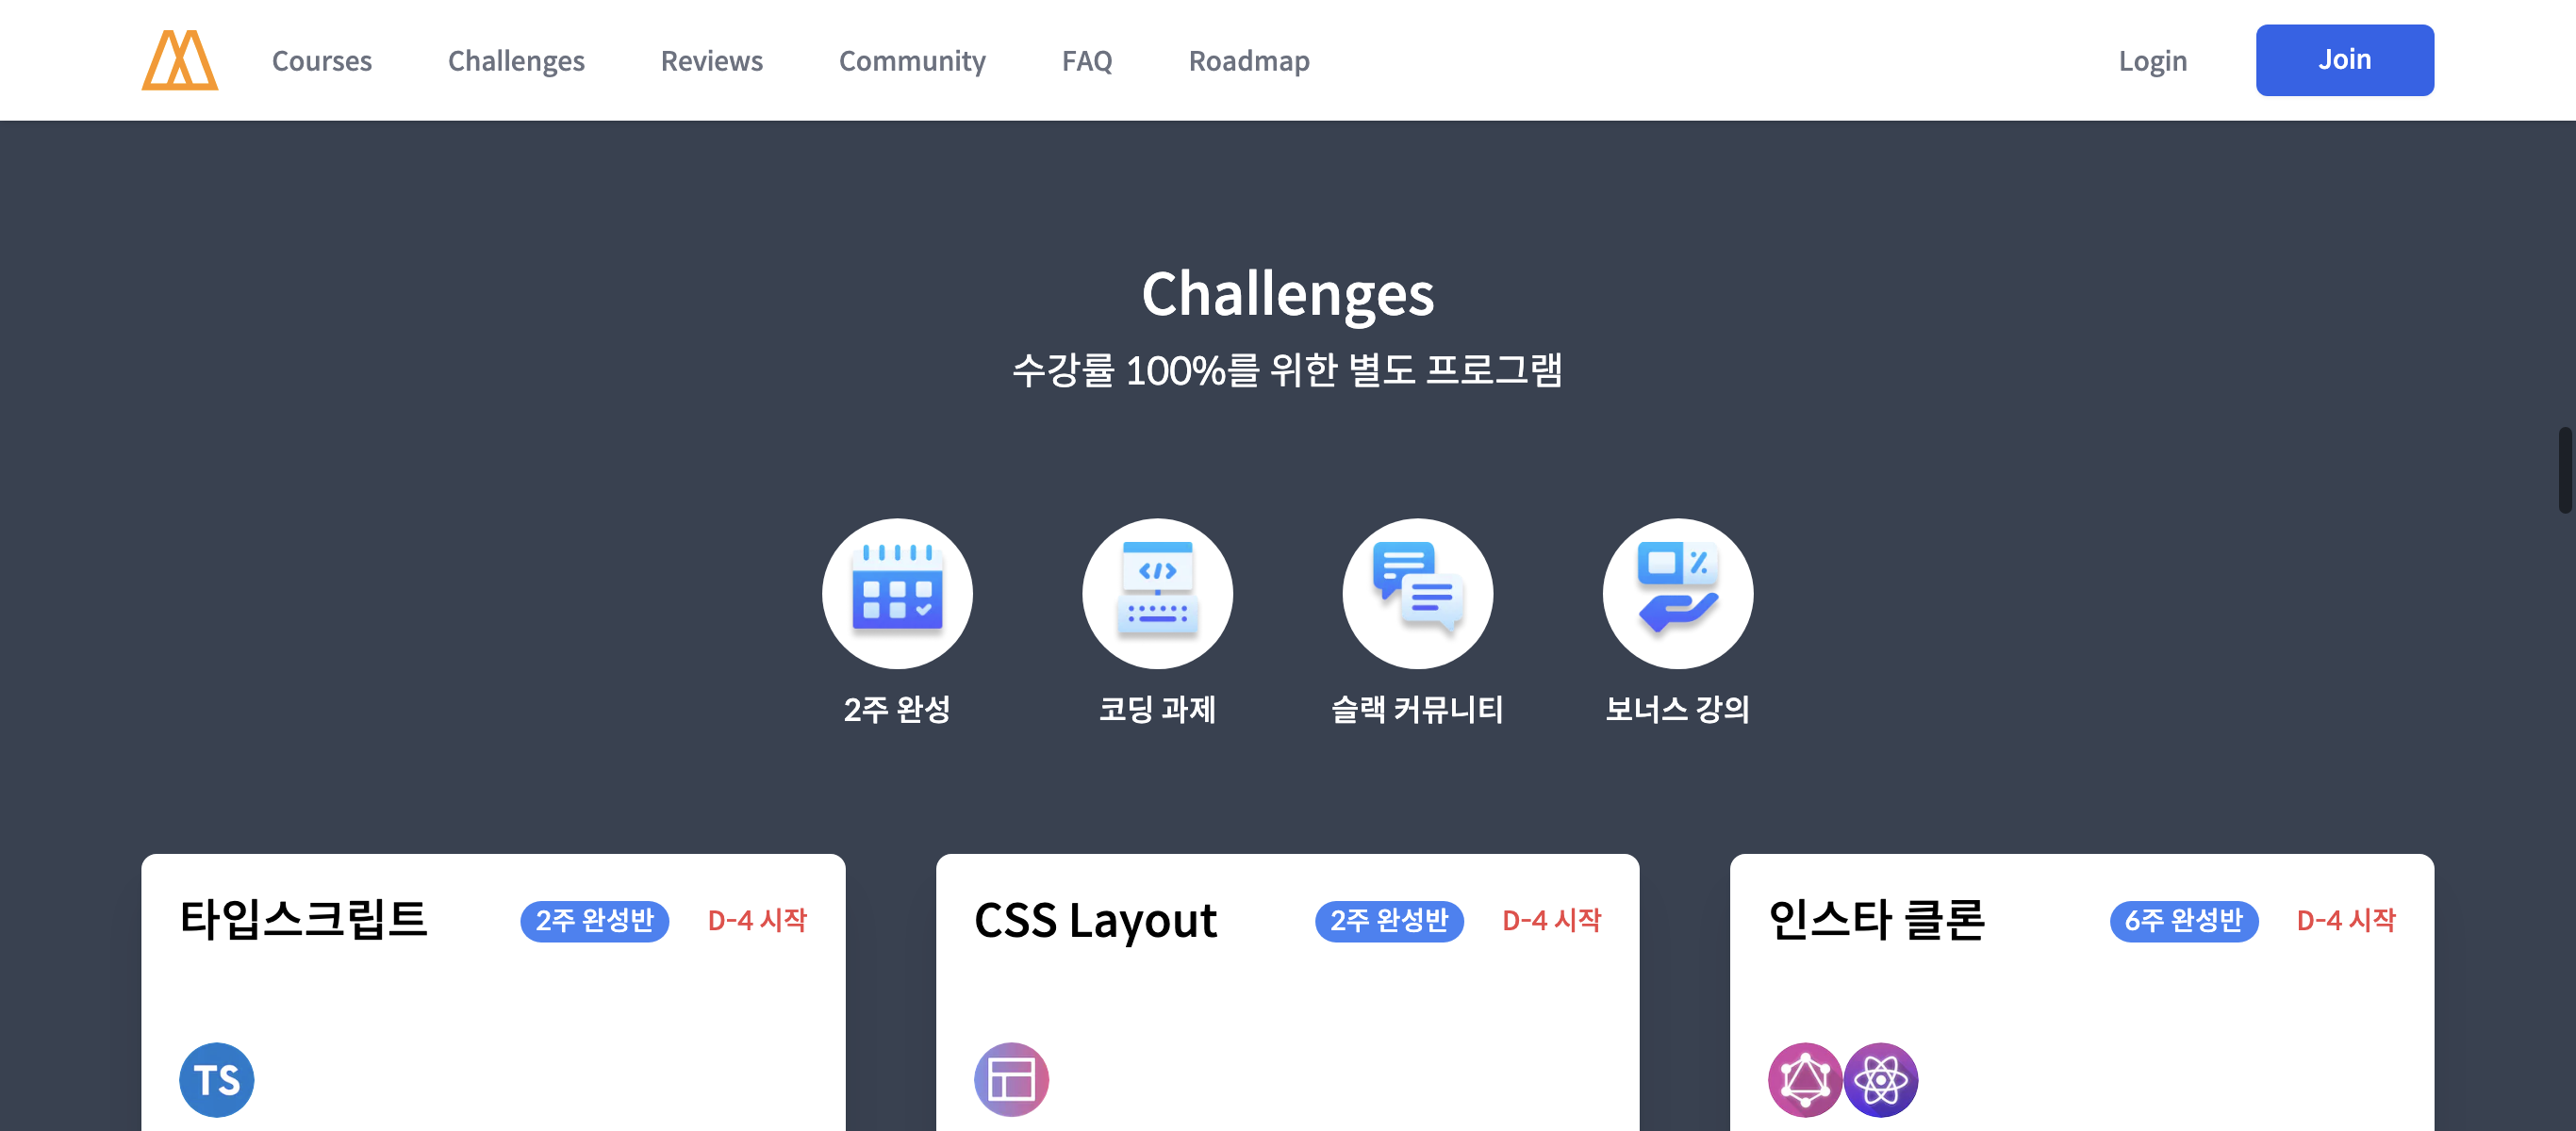 Courses Challenges Reviews Community FAQ Roadmap Login Join
Challenges
수강률 100%를 위한 별도 프로그램
2주 완성 코딩 과제 슬랙 커뮤니티 보너스 강의
타입스크립트 2주 완성반 D-4 시작
CSS Layout 2주 완성반 D-4 시작
인스타 클론 6주 완성반 D-4 시작
TS